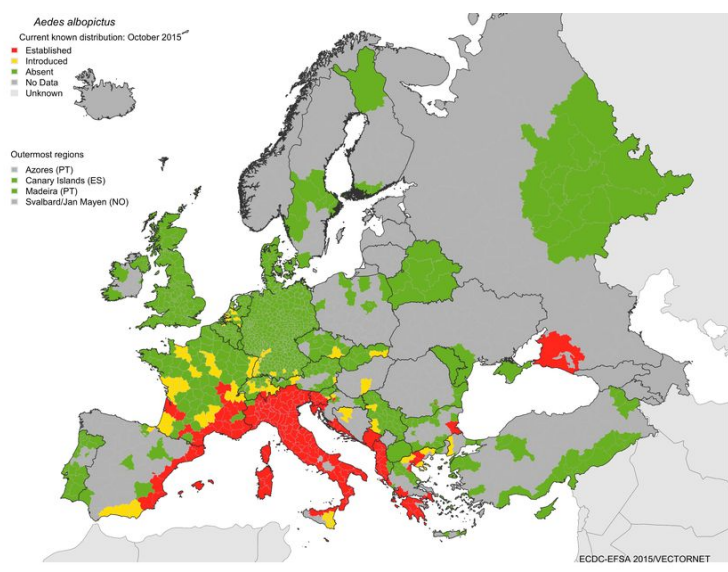 Aedes albopictus
Current known distribution: October 2015
Established
Introduced
Absent
No Data
Unknown
Outermost regions
Azores (PT)
Canary Islands (ES)
Madeira (PT)
Svalbard/Jan Mayen (NO)
ECDC-EFSA 2015/VECTORNET